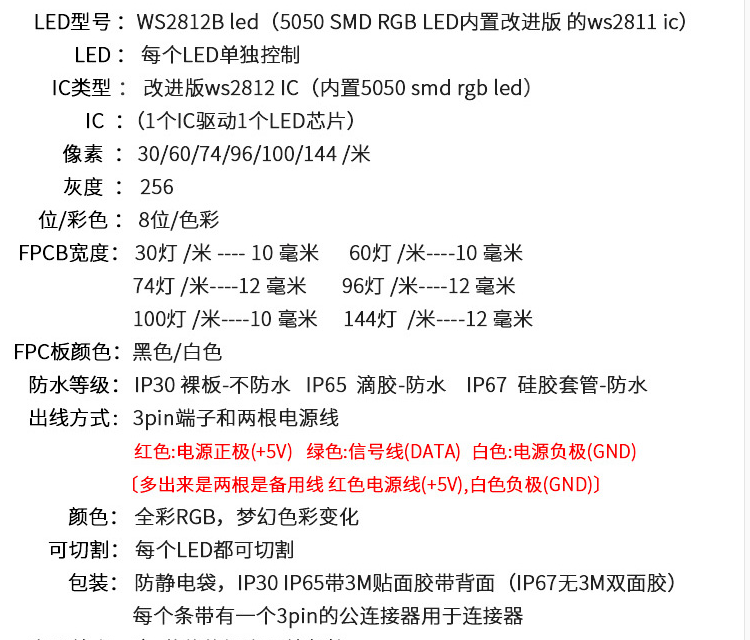 LED型号：WS2812B led（5050 SMD RGB LED内置改进版 的ws2811 ic）
LED ： 每个LED单独控制
IC类型： 改进版ws2812 IC（内置5050 smd rgb led）
IC ：（1个IC驱动1个LED芯片）
像素 ： 30/60/74/96/100/144 /米
灰度 ： 256
位/彩色： 8位/色彩
FPCB宽度： 30灯 /米 ---- 10 毫米 60灯 /米----10 毫米
74灯 /米----12 毫米 96灯 /米----12 毫米
100灯 /米----10 毫米 144灯 /米----12 毫米
FPC板颜色：黑色/白色
防水等级：IP30 裸板-不防水 IP65 滴胶-防水 IP67 硅胶套管-防水
出线方式：3pin端子和两根电源线
红色:电源正极(+5V) 绿色:信号线(DATA) 白色:电源负极(GND)
〔多出来是两根是备用线 红色电源线(+5V),白色负极(GND)〕
颜色： 全彩RGB，梦幻色彩变化
可切割： 每个LED都可切割
包装： 防静电袋，IP30 IP65带3M贴面胶带背面（IP67无3M双面胶）
每个条带有一个3pin的公连接器用于连接器